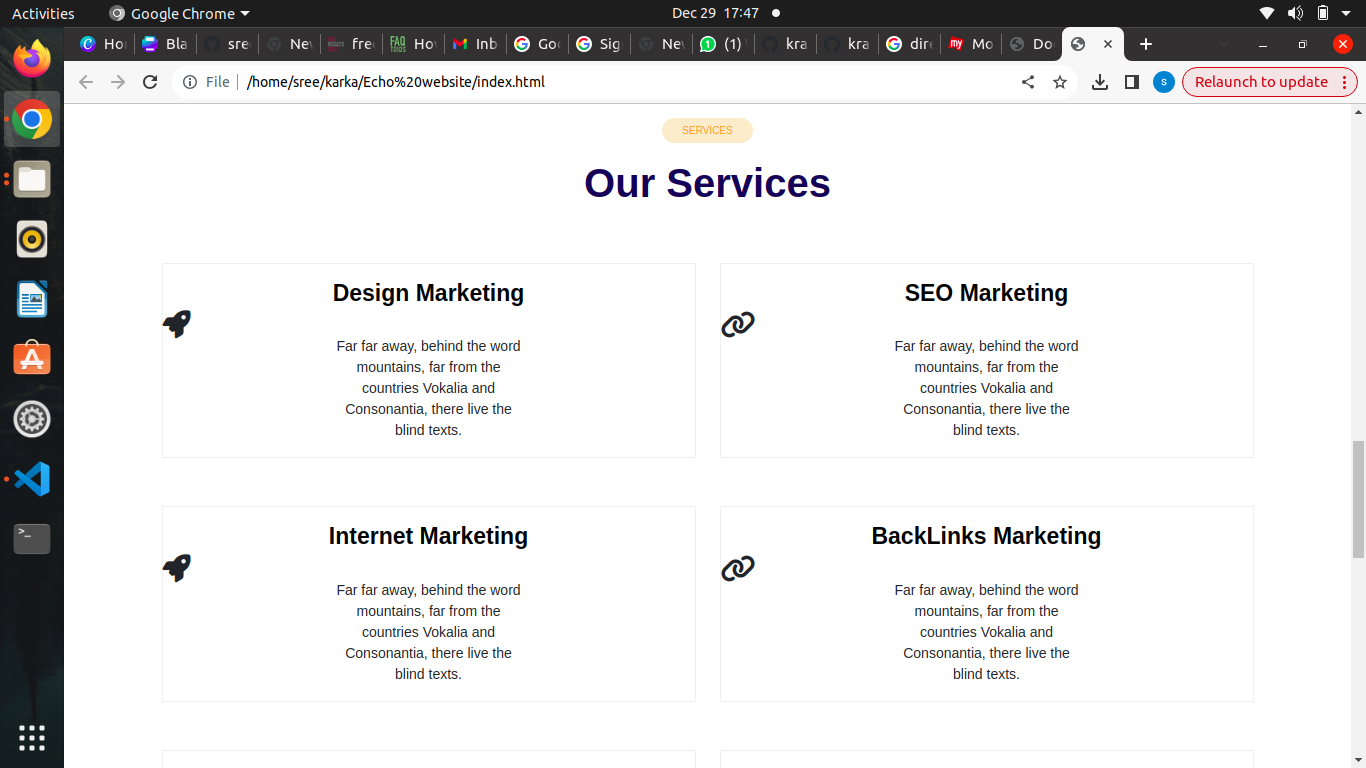 Activities
Google Chrome
Dec 29 17:47
Ho
Bla
sre
Ne
RESULTS
fre
FAQ
FOIDS
Ho
Inb
Go
Sig
Ne
1
(1)
kra
kra
dire
my
Mo
Do
File
/home/sree/karka/Echo%20website/index.html
S
Relaunch to update
SERVICES
Our Services
Design Marketing
Far far away, behind the word
mountains, far from the
countries Vokalia and
Consonantia, there live the
blind texts.
SEO Marketing
Far far away, behind the word
mountains, far from the
countries Vokalia and
Consonantia, there live the
blind texts.
Internet Marketing
Far far away, behind the word
mountains, far from the
countries Vokalia and
Consonantia, there live the
blind texts.
BackLinks Marketing
Far far away, behind the word
mountains, far from the
countries Vokalia and
Consonantia, there live the
blind texts.